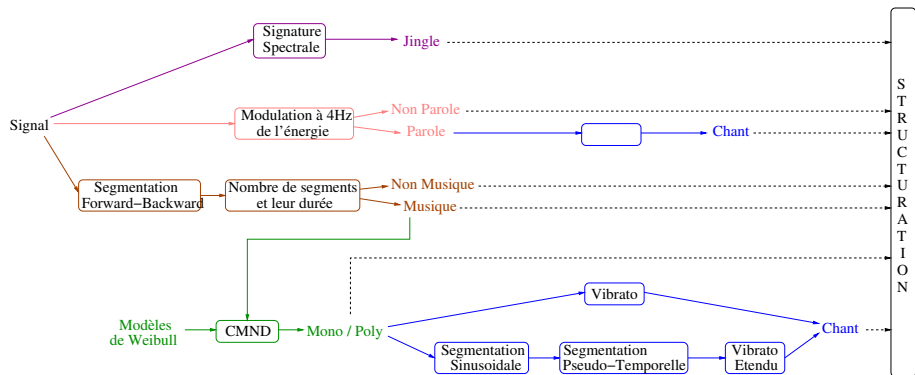 Signature
Spectrale
Jingle
Signal
Modulation à 4Hz
de l'énergie
Non Parole
Parole
Chant
Segmentation
Forward−Backward
Nombre de segments
et leur durée
Non Musique
Musique
Modèles
de Weibull
CMND
Mono / Poly
Vibrato
Segmentation
Sinusoidale
Segmentation
Pseudo−Temporelle
Vibrato
Etendu
Chant
STRUCTURATION